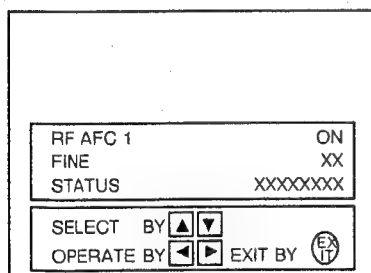 RF AFC 1 ON
FINE XX
STATUS XXXXXXXX
SELECT BY ▲ ▼
OPERATE BY ◄ ► EXIT BY EXIT